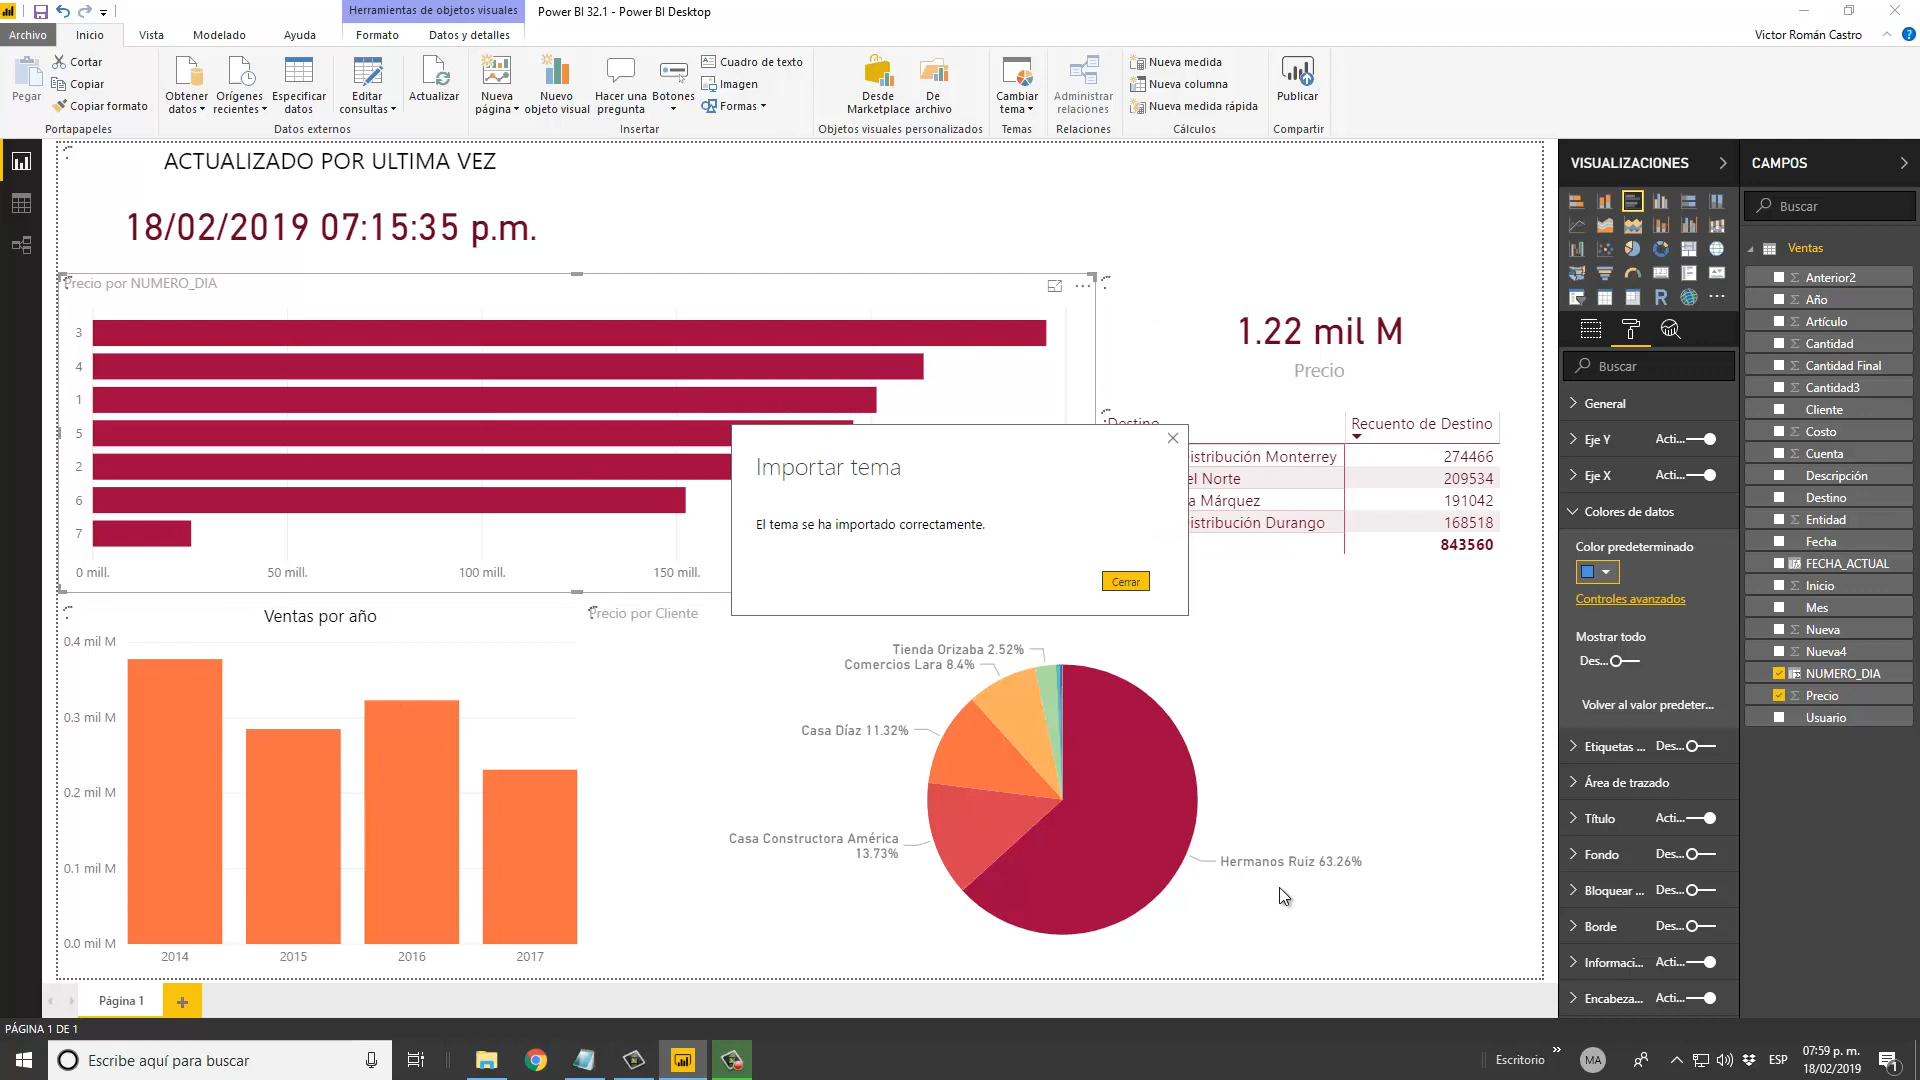 Herramientas de objetos visuales
Power BI 32.1 - Power BI Desktop
Archivo
Inicio
Vista
Modelado
Ayuda
Formato
Datos y detalles
Victor Román Castro
Pegar
Cortar
Copiar
Copiar formato
Portapapeles
Obtener datos
Orígenes recientes
Especificar datos
Editar consultas
Datos externos
Actualizar
Nueva página
Nuevo objeto visual
Hacer una pregunta
Botones
Cuadro de texto
Imagen
Formas
Insertar
Desde Marketplace
De archivo
Objetos visuales personalizados
Cambiar tema
Temas
Administrar relaciones
Relaciones
Nueva medida
Nueva columna
Nueva medida rápida
Cálculos
Publicar
Compartir
ACTUALIZADO POR ULTIMA VEZ
18/02/2019 07:15:35 p.m.
Precio por NUMERO_DIA
3
4
1
5
2
6
7
0 mill.
50 mill.
100 mill.
150 mill.
1.22 mil M
Precio
Destino
Recuento de Destino
istribución Monterrey
274466
el Norte
209534
a Márquez
191042
istribución Durango
168518
843560
Importar tema
El tema se ha importado correctamente.
Cerrar
Ventas por año
0.4 mil M
0.3 mil M
0.2 mil M
0.1 mil M
0.0 mil M
2014
2015
2016
2017
Precio por Cliente
Tienda Orizaba 2.52%
Comercios Lara 8.4%
Casa Díaz 11.32%
Casa Constructora América
13.73%
Hermanos Ruiz 63.26%
VISUALIZACIONES
R
Buscar
General
Eje Y Acti...
Eje X Acti...
Colores de datos
Color predeterminado
Controles avanzados
Mostrar todo
Des...
Volver al valor predeter...
Etiquetas ... Des...
Área de trazado
Título Acti...
Fondo Des...
Bloquear ... Des...
Borde Des...
Informaci... Acti...
Encabeza... Acti...
CAMPOS
Buscar
Ventas
Anterior2
Año
Artículo
Cantidad
Cantidad Final
Cantidad3
Cliente
Costo
Cuenta
Descripción
Destino
Entidad
Fecha
FECHA_ACTUAL
Inicio
Mes
Nueva
Nueva4
NUMERO_DIA
Precio
Usuario
Página 1
+
PÁGINA 1 DE 1
Escribe aquí para buscar
Escritorio
MA
ESP
07:59 p. m.
18/02/2019
1